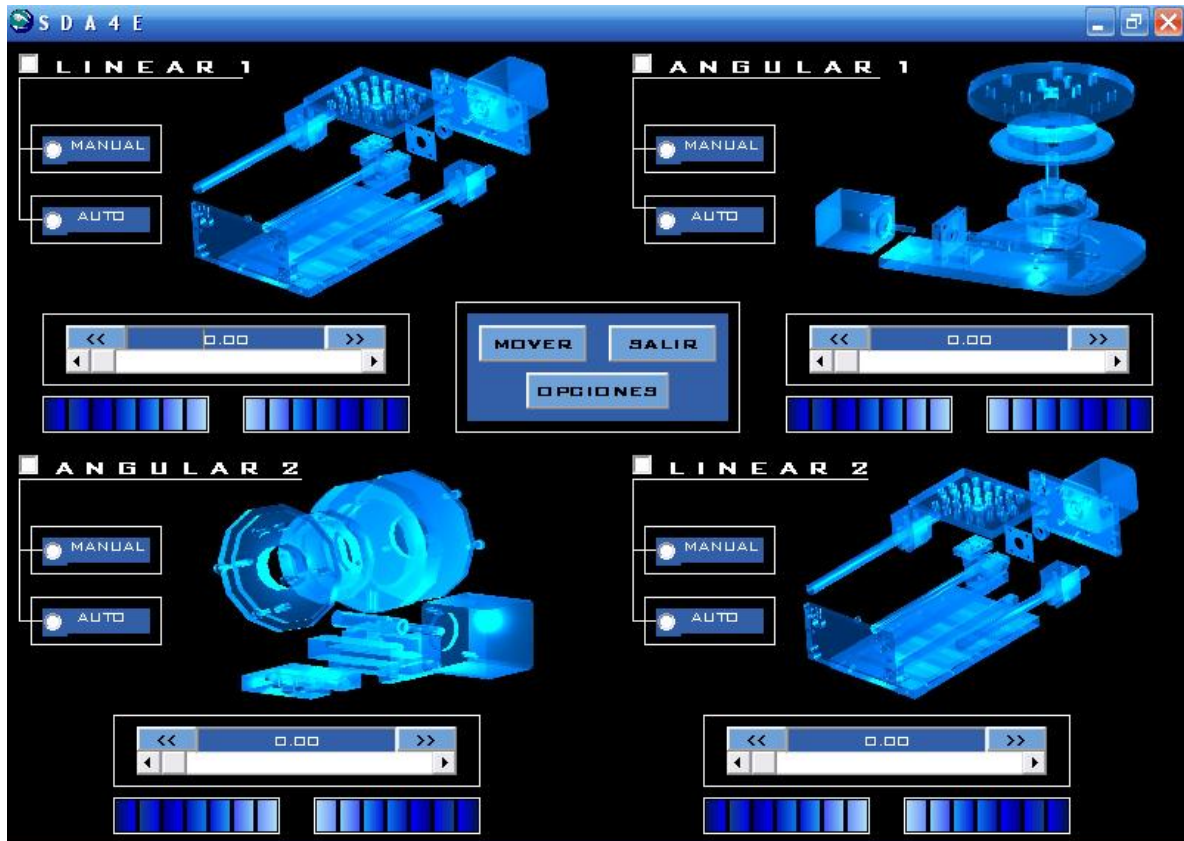 SDA4E
LINEAR 1
MANUAL
AUTO
<< 0.00 >>
ANGULAR 1
MANUAL
AUTO
<< 0.00 >>
MOVER SALIR
OPCIONES
ANGULAR 2
MANUAL
AUTO
<< 0.00 >>
LINEAR 2
MANUAL
AUTO
<< 0.00 >>